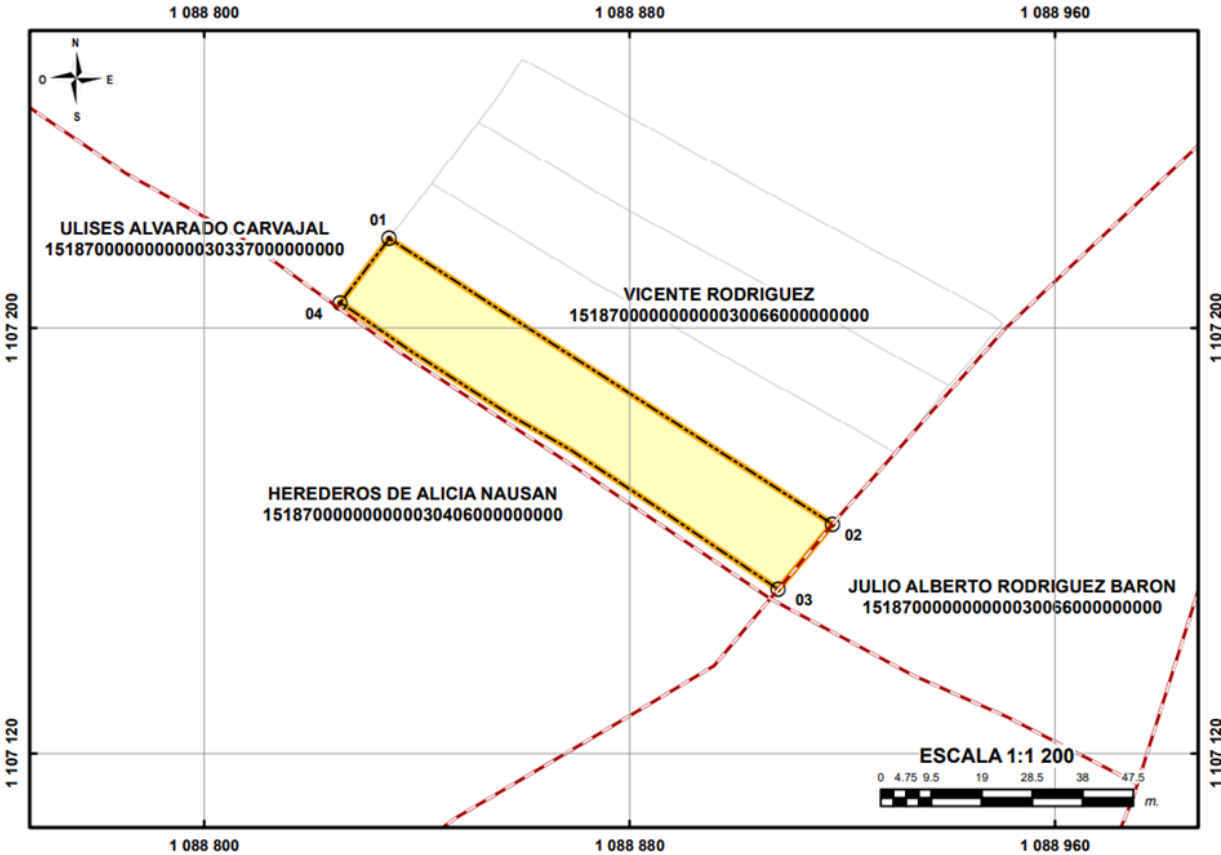 1 088 800
1 088 880
1 088 960
N
O
E
S
01
ULISES ALVARADO CARVAJAL
151870000000000030337000000000
04
VICENTE RODRIGUEZ
151870000000000030066000000000
1 107 200
1 107 200
HEREDEROS DE ALICIA NAUSAN
151870000000000030406000000000
02
03
JULIO ALBERTO RODRIGUEZ BARON
151870000000000030066000000000
1 107 120
1 107 120
ESCALA 1:1 200
0 4.75 9.5 19 28.5 38 47.5
m.
1 088 800
1 088 880
1 088 960